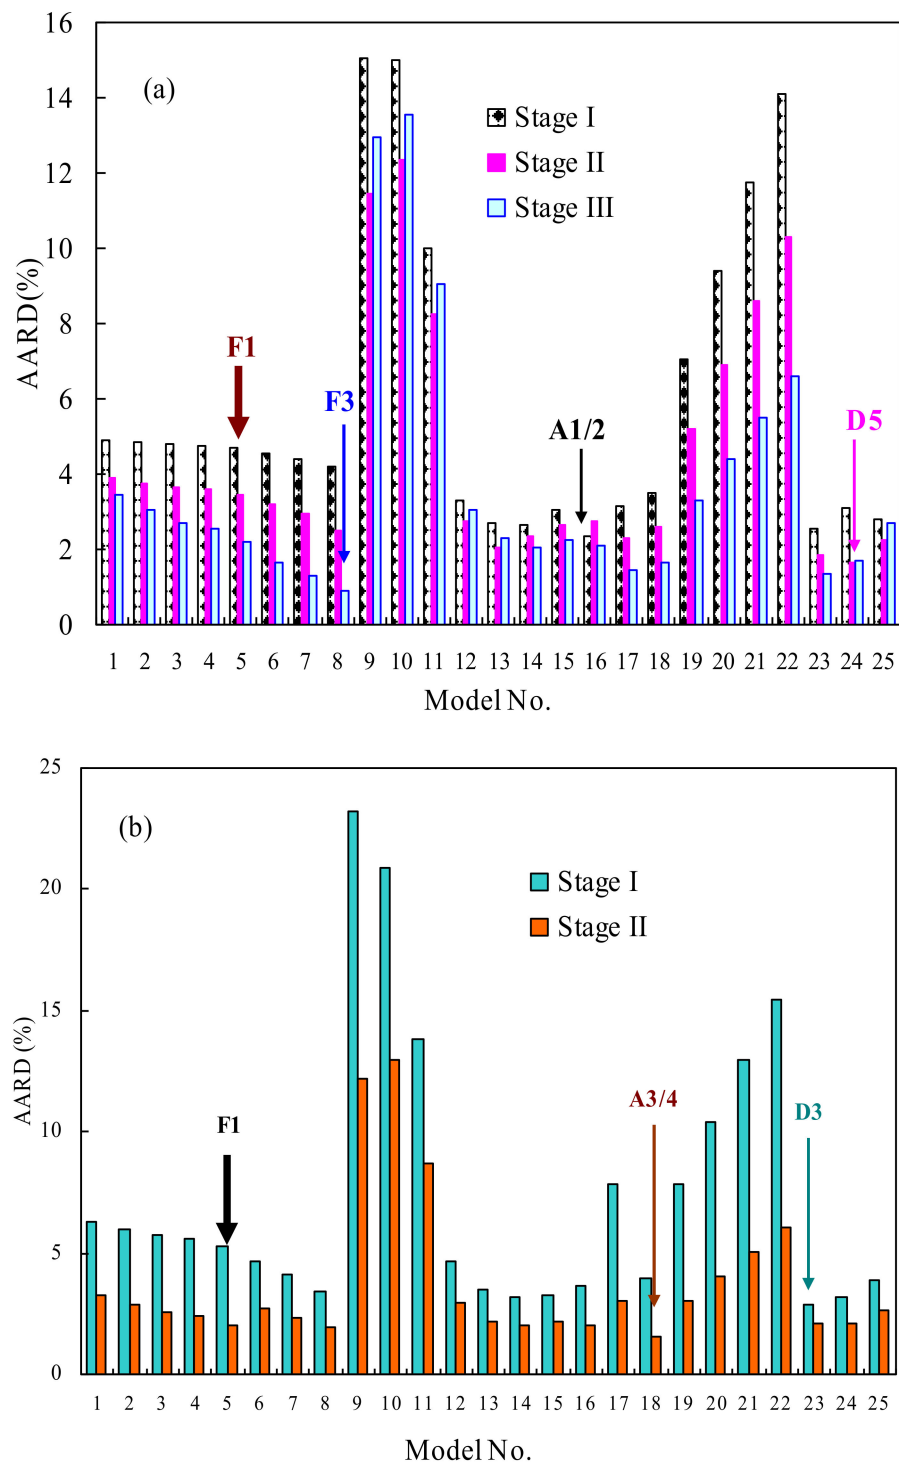 16
(a)
14
Stage I
12
Stage II
Stage III
10
AARD(%)
8
F1
6
F3
A1/2
D5
4
2
0
1 2 3 4 5 6 7 8 9 10 11 12 13 14 15 16 17 18 19 20 21 22 23 24 25
Model No.
25
(b)
20
Stage I
Stage II
15
AARD (%)
10
F1
A3/4
D3
5
0
1 2 3 4 5 6 7 8 9 10 11 12 13 14 15 16 17 18 19 20 21 22 23 24 25
Model No.